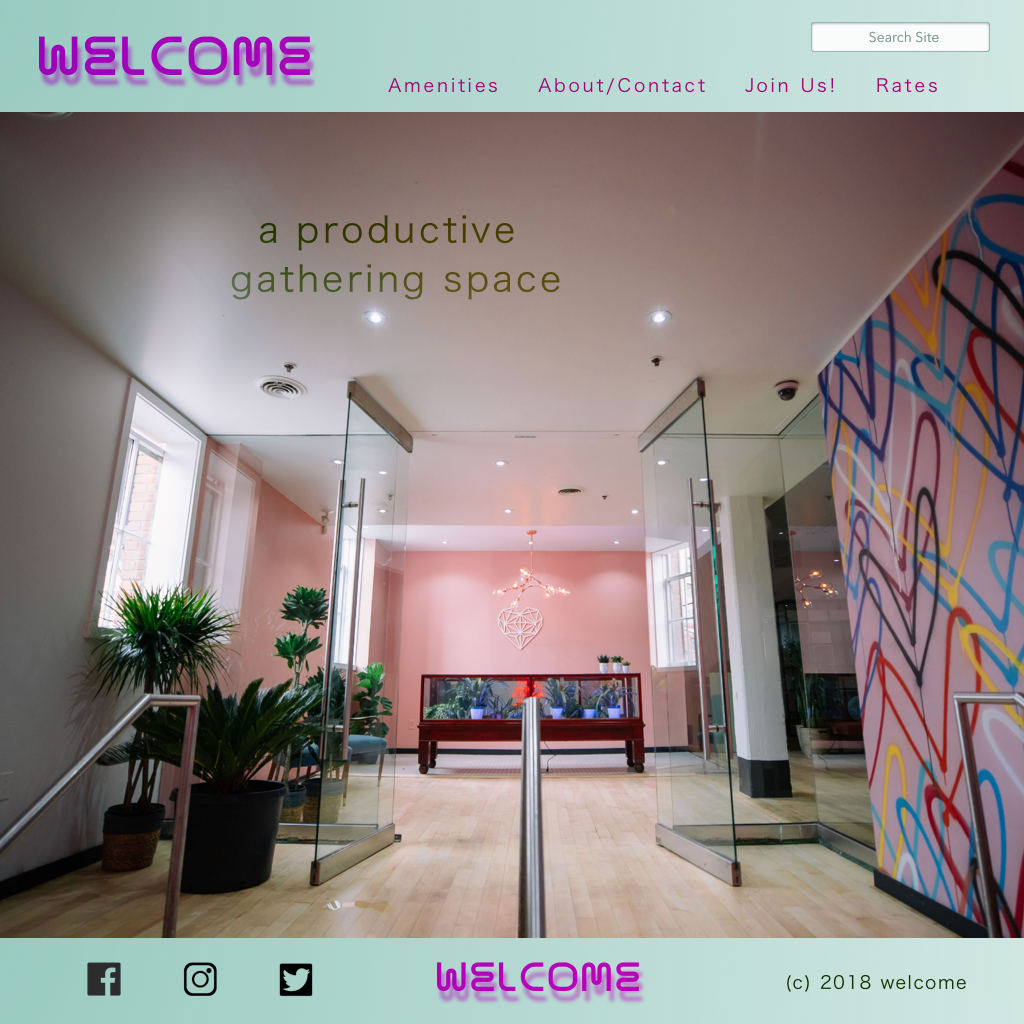 WELCOME
Search Site
Amenities About/Contact Join Us! Rates
a productive
gathering space
WELCOME
(c) 2018 welcome